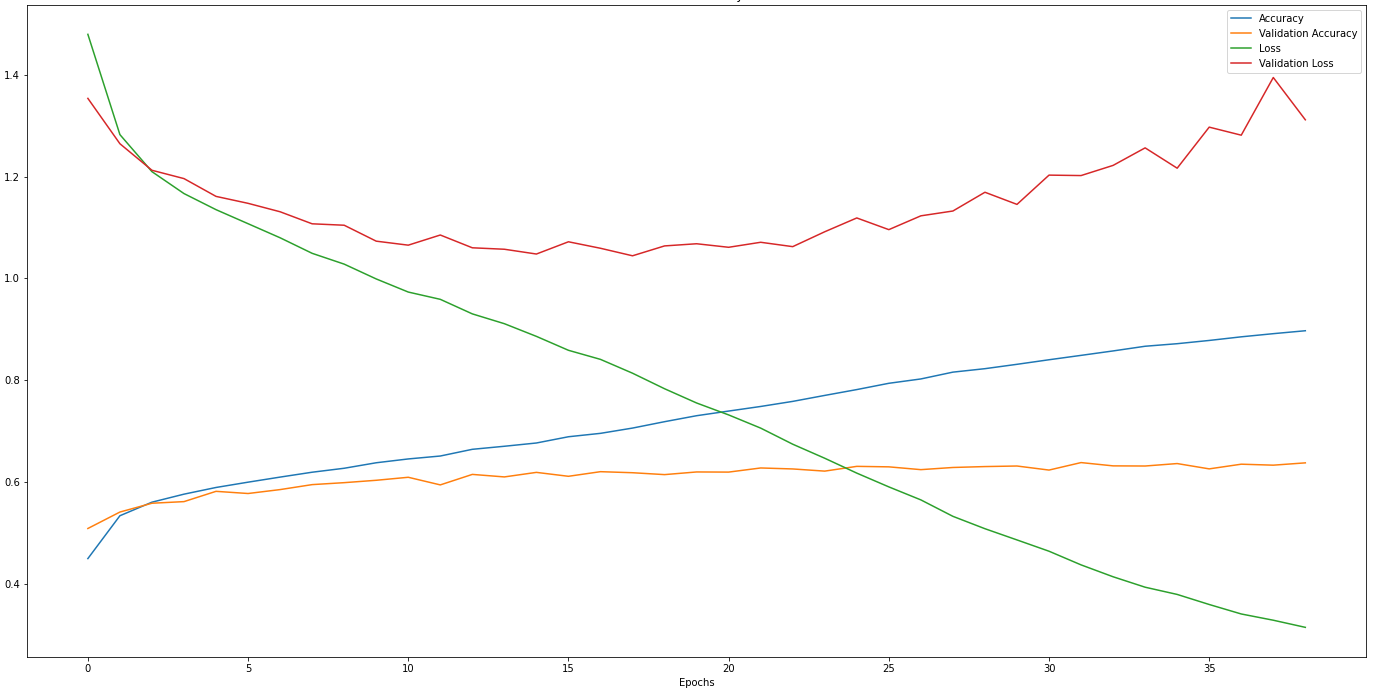 Accuracy
Validation Accuracy
Loss
Validation Loss
1.4
1.2
1.0
0.8
0.6
0.4
0 5 10 15 20 25 30 35
Epochs